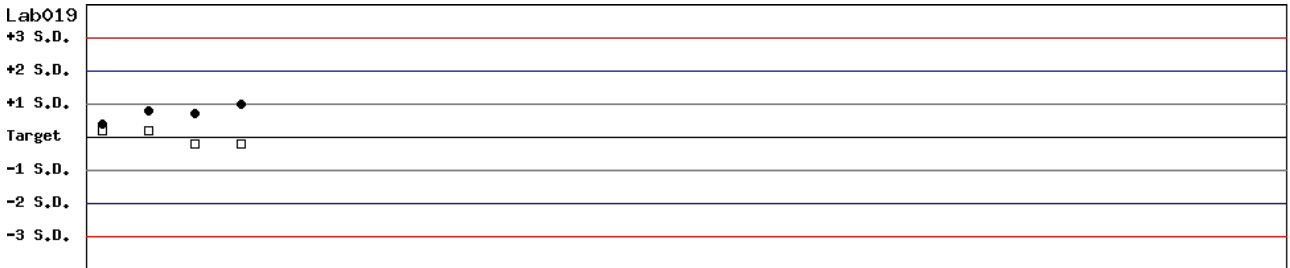 Lab019
+3 S.D.
+2 S.D.
+1 S.D.
Target
-1 S.D.
-2 S.D.
-3 S.D.